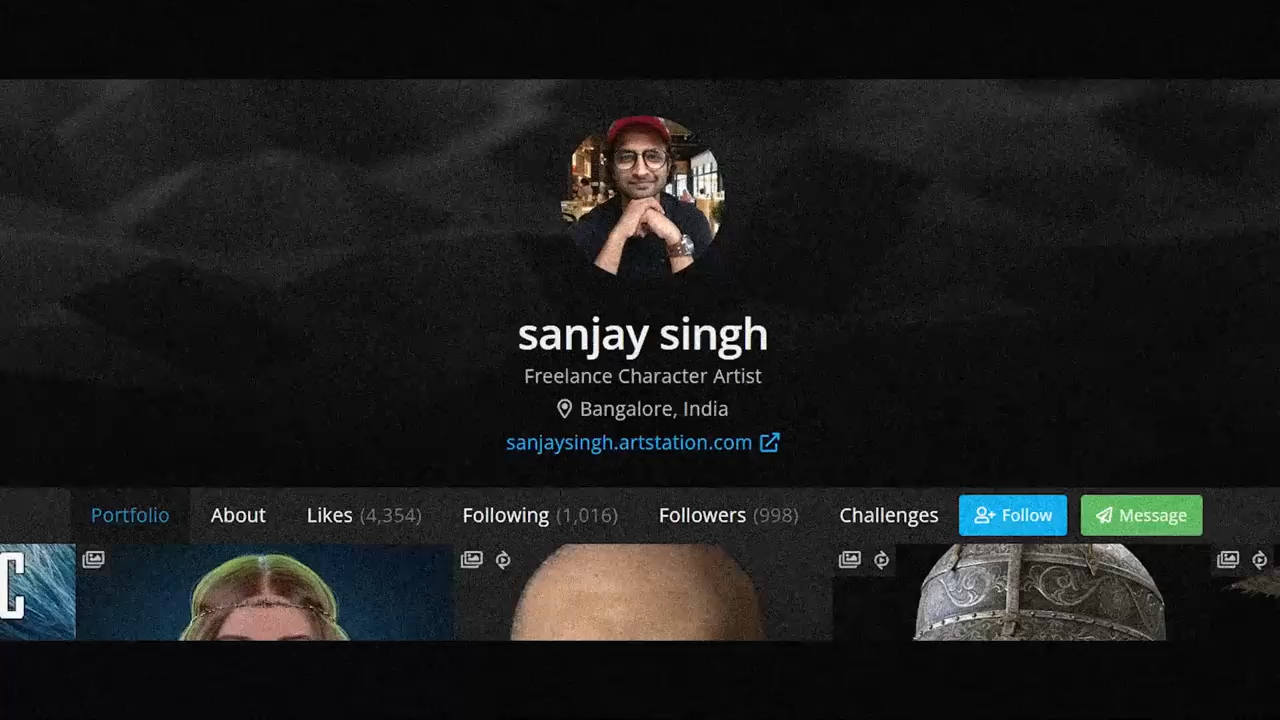 sanjay singh
Freelance Character Artist
Bangalore, India
sanjaysingh.artstation.com
Portfolio About Likes (4,354) Following (1,016) Followers (998) Challenges Follow Message
C